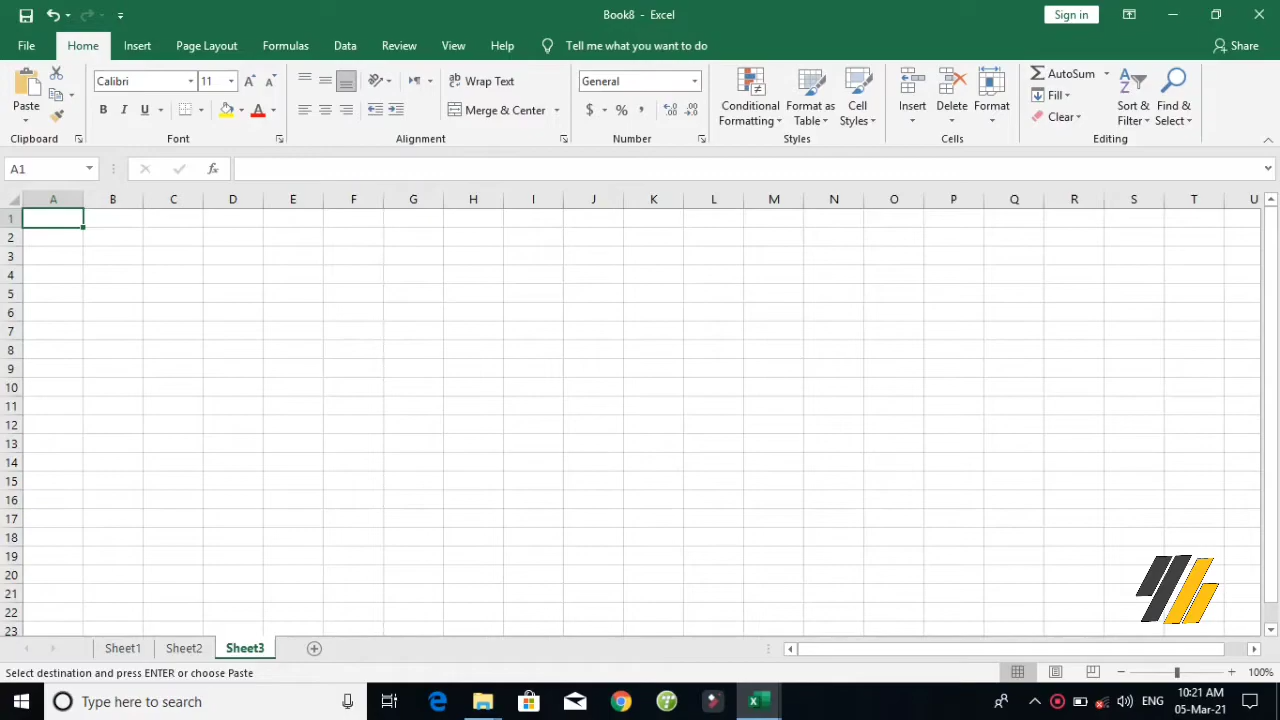 Book8 - Excel
Sign in
File Home Insert Page Layout Formulas Data Review View Help Tell me what you want to do Share
Paste
Clipboard
Calibri 11
B I U
Font
Wrap Text
Merge & Center
Alignment
General
$ % ,
Number
Conditional Formatting
Format as Table
Cell Styles
Styles
Insert Delete Format
Cells
AutoSum
Fill
Clear
Sort & Filter
Find & Select
Editing
A1 fx
A B C D E F G H I J K L M N O P Q R S T U
1
2
3
4
5
6
7
8
9
10
11
12
13
14
15
16
17
18
19
20
21
22
23
Sheet1 Sheet2 Sheet3
Select destination and press ENTER or choose Paste
100%
Type here to search
ENG
10:21 AM
05-Mar-21